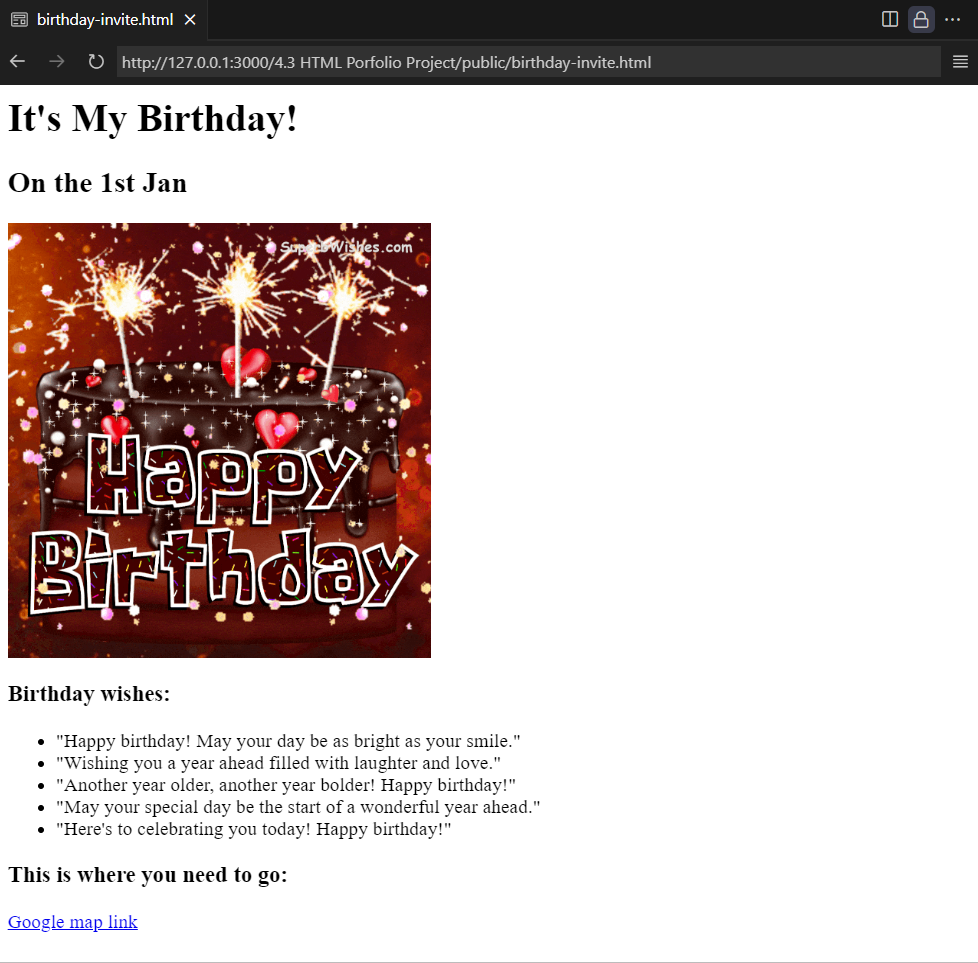 birthday-invite.html
http://127.0.0.1:3000/4.3 HTML Porfolio Project/public/birthday-invite.html
It's My Birthday!
On the 1st Jan
SuperbWishes.com
Happy
Birthday
Birthday wishes:
"Happy birthday! May your day be as bright as your smile."
"Wishing you a year ahead filled with laughter and love."
"Another year older, another year bolder! Happy birthday!"
"May your special day be the start of a wonderful year ahead."
"Here's to celebrating you today! Happy birthday!"
This is where you need to go:
Google map link